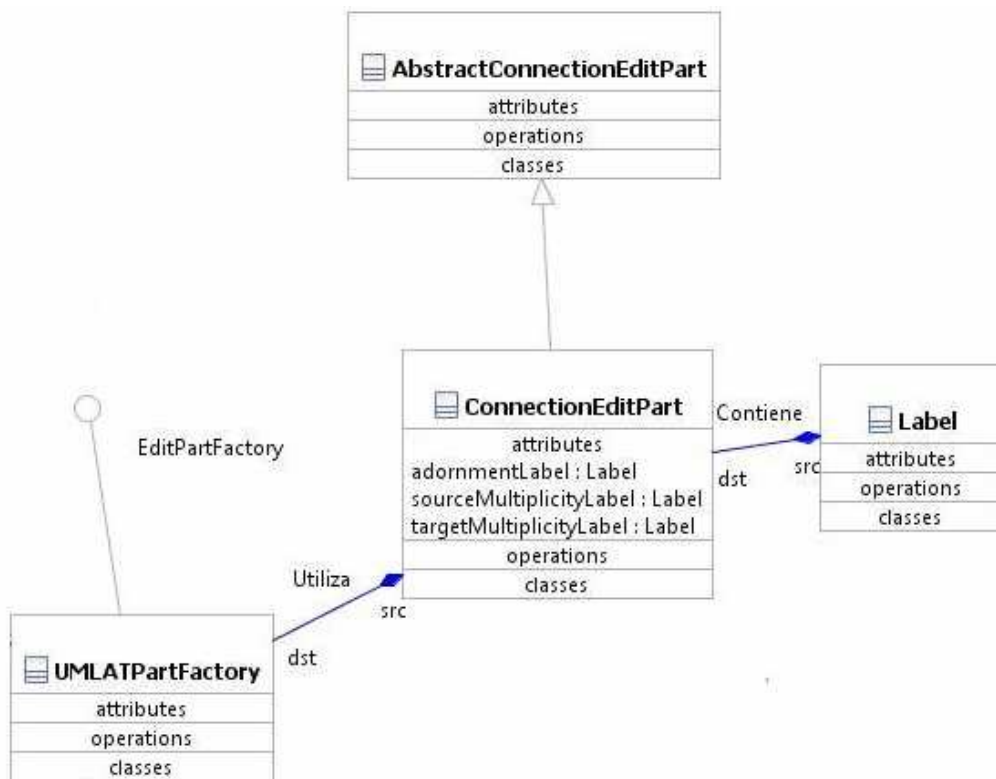 AbstractConnectionEditPart
attributes
operations
classes
EditPartFactory
ConnectionEditPart
attributes
adornmentLabel : Label
sourceMultiplicityLabel : Label
targetMultiplicityLabel : Label
operations
classes
Contiene
dst
src
Label
attributes
operations
classes
Utiliza
src
dst
UMLATPartFactory
attributes
operations
classes